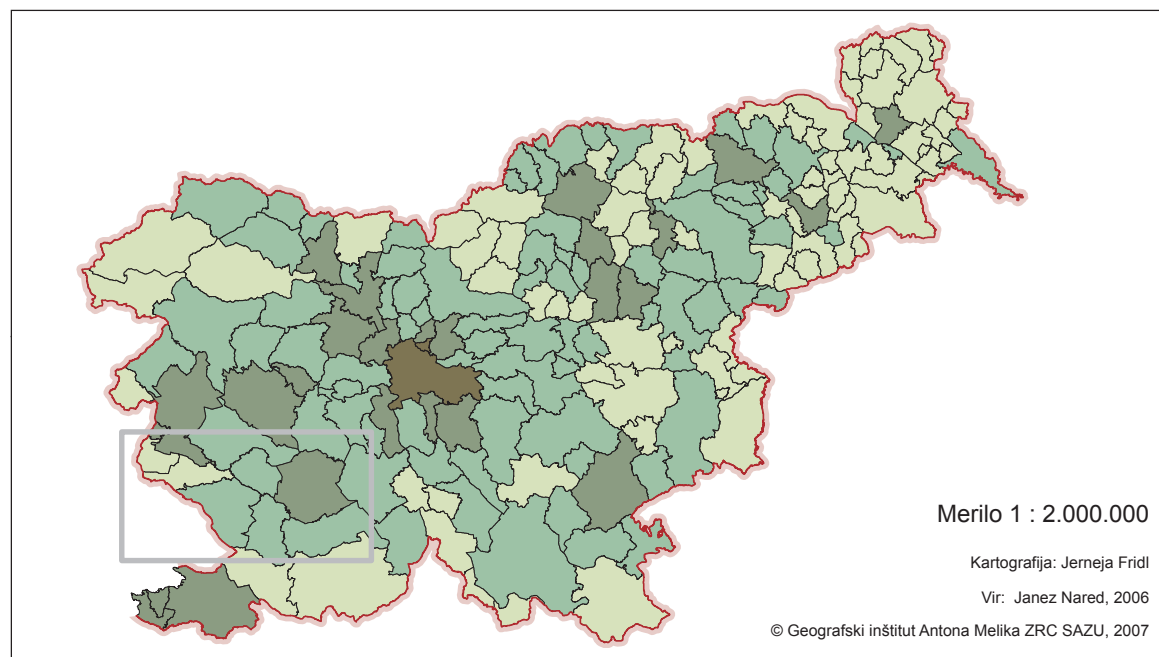 Merilo 1 : 2.000.000
Kartografija: Jerneja Fridl
Vir: Janez Nared, 2006
© Geografski inštitut Antona Melika ZRC SAZU, 2007